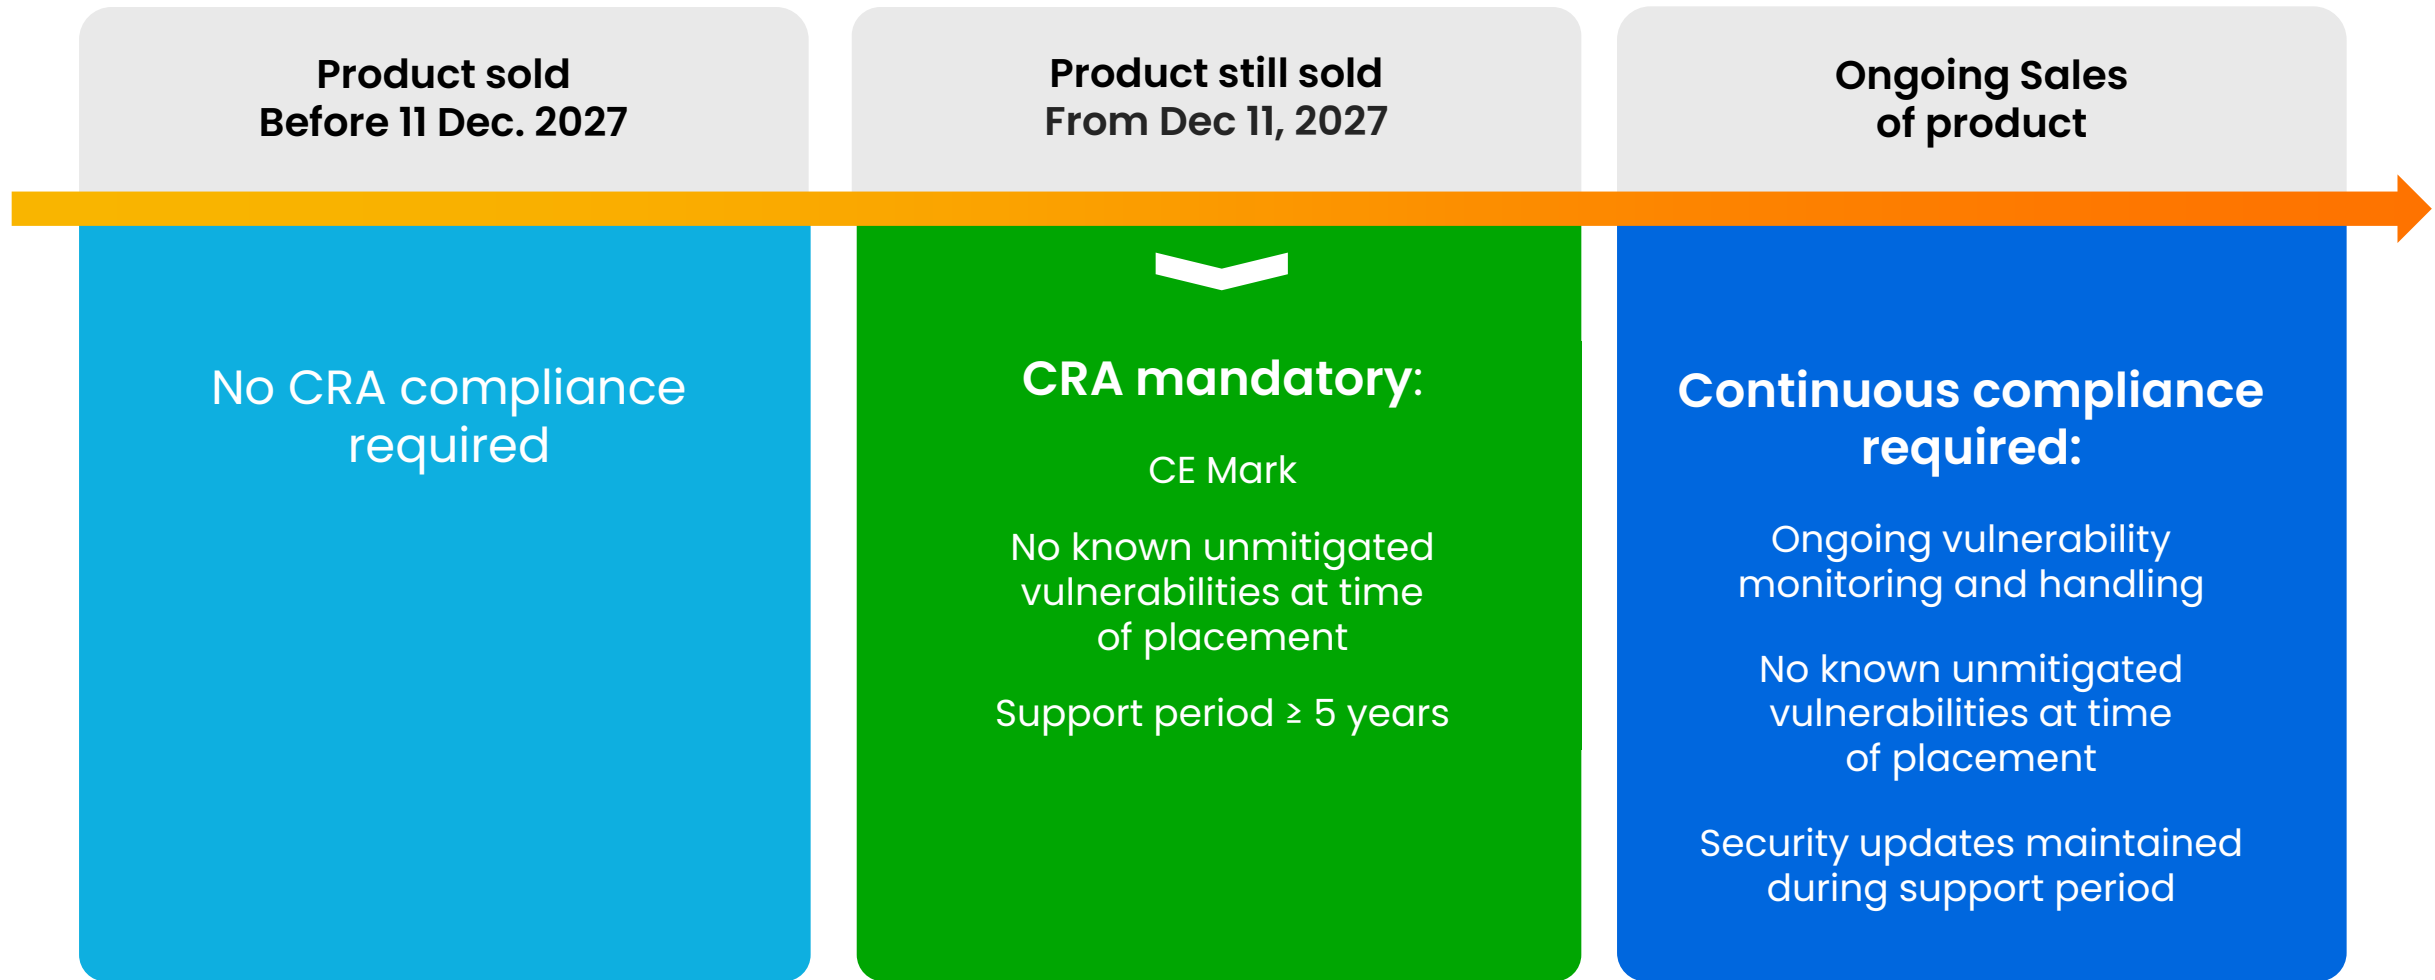 Product sold
Before 11 Dec. 2027
No CRA compliance
required
Product still sold
From Dec 11, 2027
CRA mandatory:
CE Mark
No known unmitigated
vulnerabilities at time
of placement
Support period ≥ 5 years
Ongoing Sales
of product
Continuous compliance
required:
Ongoing vulnerability
monitoring and handling
No known unmitigated
vulnerabilities at time
of placement
Security updates maintained
during support period